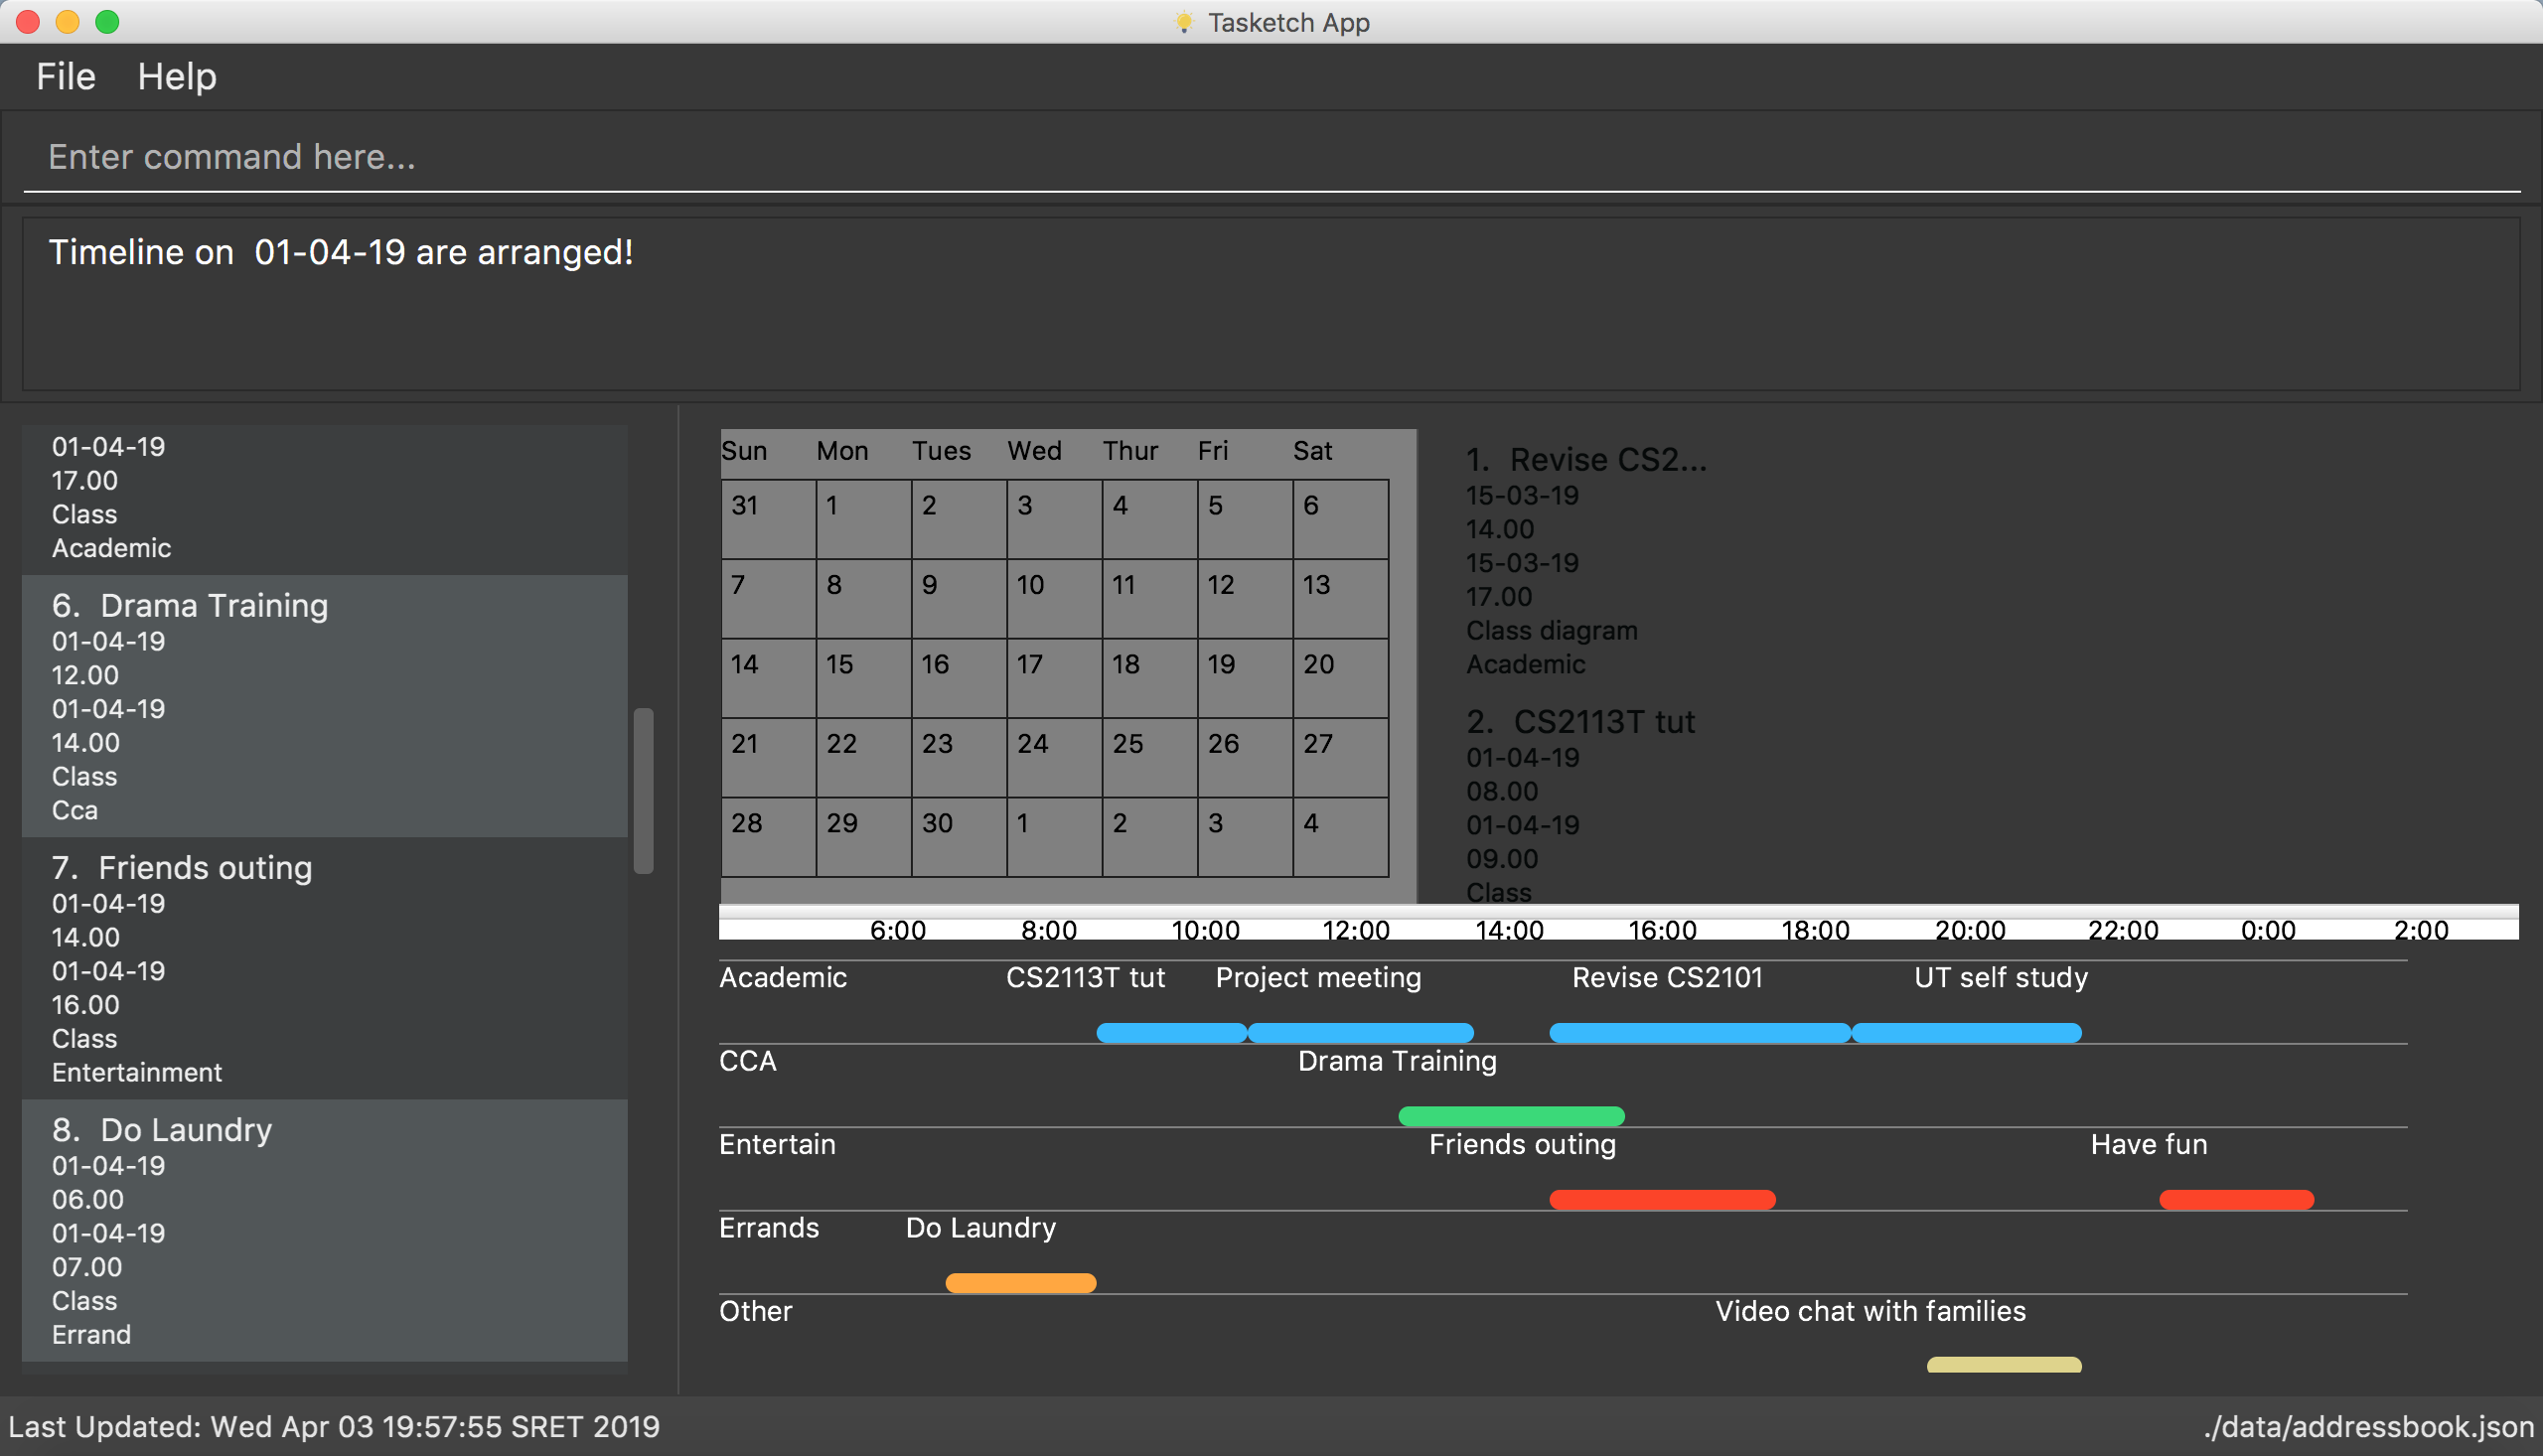 Tasketch App
File Help
Enter command here...
Timeline on 01-04-19 are arranged!
01-04-19
17.00
Class
Academic
6. Drama Training
01-04-19
12.00
01-04-19
14.00
Class
Cca
7. Friends outing
01-04-19
14.00
01-04-19
16.00
Class
Entertainment
8. Do Laundry
01-04-19
06.00
01-04-19
07.00
Class
Errand
Sun Mon Tues Wed Thur Fri Sat
31 1 2 3 4 5 6
7 8 9 10 11 12 13
14 15 16 17 18 19 20
21 22 23 24 25 26 27
28 29 30 1 2 3 4
1. Revise CS2...
15-03-19
14.00
15-03-19
17.00
Class diagram
Academic
2. CS2113T tut
01-04-19
08.00
01-04-19
09.00
Class
6:00 8:00 10:00 12:00 14:00 16:00 18:00 20:00 22:00 0:00 2:00
Academic CS2113T tut Project meeting Revise CS2101 UT self study
CCA Drama Training
Entertain Friends outing Have fun
Errands Do Laundry
Other Video chat with families
Last Updated: Wed Apr 03 19:57:55 SRET 2019 ./data/addressbook.json